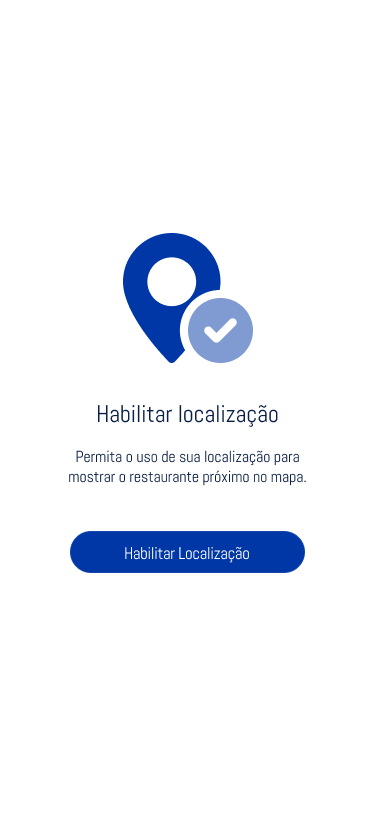 Habilitar localização
Permita o uso de sua localização para
mostrar o restaurante próximo no mapa.
Habilitar Localização